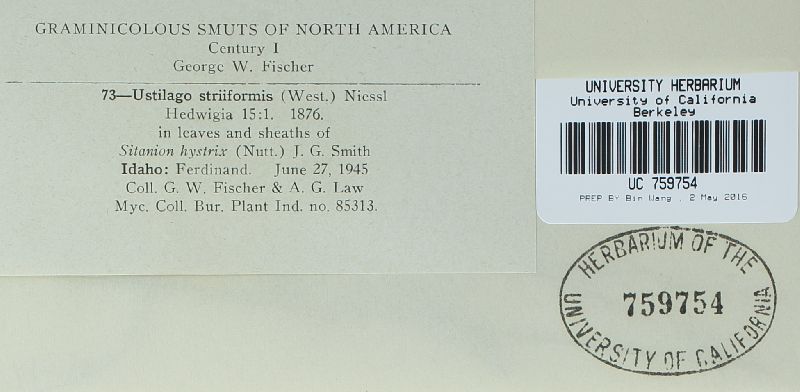 GRAMINICOLOUS SMUTS OF NORTH AMERICA
Century I
George W. Fischer
73—Ustilago striiformis (West.) Niessl
Hedwigia 15:1. 1876.
in leaves and sheaths of
Sitanion hystrix (Nutt.) J. G. Smith
Idaho: Ferdinand. June 27, 1945
Coll. G. W. Fischer & A. G. Law
Myc. Coll. Bur. Plant Ind. no. 85313.
UNIVERSITY HERBARIUM
University of California
Berkeley
UC 759754
PREP BY Bin Wang , 2 May 2016
HERBARIUM OF THE
759754
UNIVERSITY OF CALIFORNIA